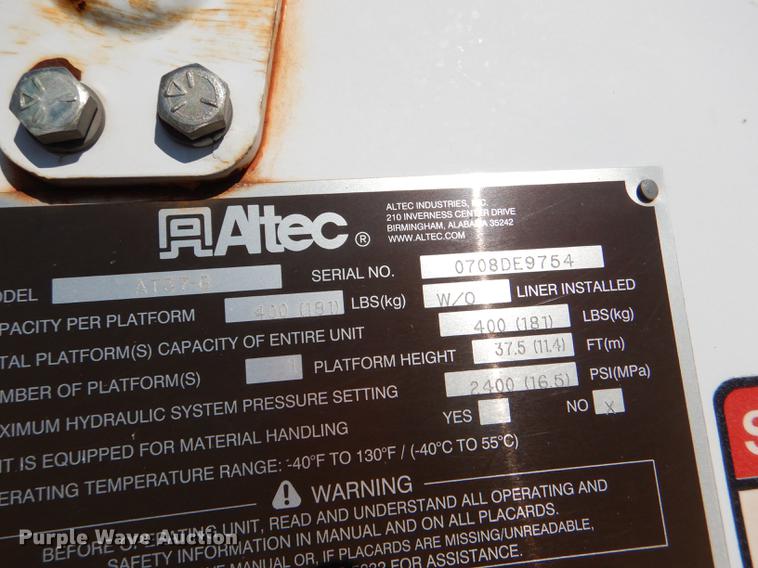 Altec ®
ALTEC INDUSTRIES, INC.
210 INVERNESS CENTER DRIVE
BIRMINGHAM, ALABAMA 35242
WWW.ALTEC.COM
ODEL AT37-G SERIAL NO. 0708DE9754
APACITY PER PLATFORM 400 (181) LBS(kg) W/O LINER INSTALLED
TAL PLATFORM(S) CAPACITY OF ENTIRE UNIT 400 (181) LBS(kg)
MBER OF PLATFORM(S) 1 PLATFORM HEIGHT 37.5 (11.4) FT(m)
XIMUM HYDRAULIC SYSTEM PRESSURE SETTING 2400 (16.5) PSI(MPa)
IT IS EQUIPPED FOR MATERIAL HANDLING YES NO X
ERATING TEMPERATURE RANGE: -40°F TO 130°F / (-40°C TO 55°C)
WARNING
BEFORE OPERATING UNIT, READ AND UNDERSTAND ALL OPERATING AND
SAFETY INFORMATION IN MANUAL AND ON ALL PLACARDS.
MANUAL OR, IF PLACARDS ARE MISSING/UNREADABLE,
5022 FOR ASSISTANCE.
S
Purple Wave Auction